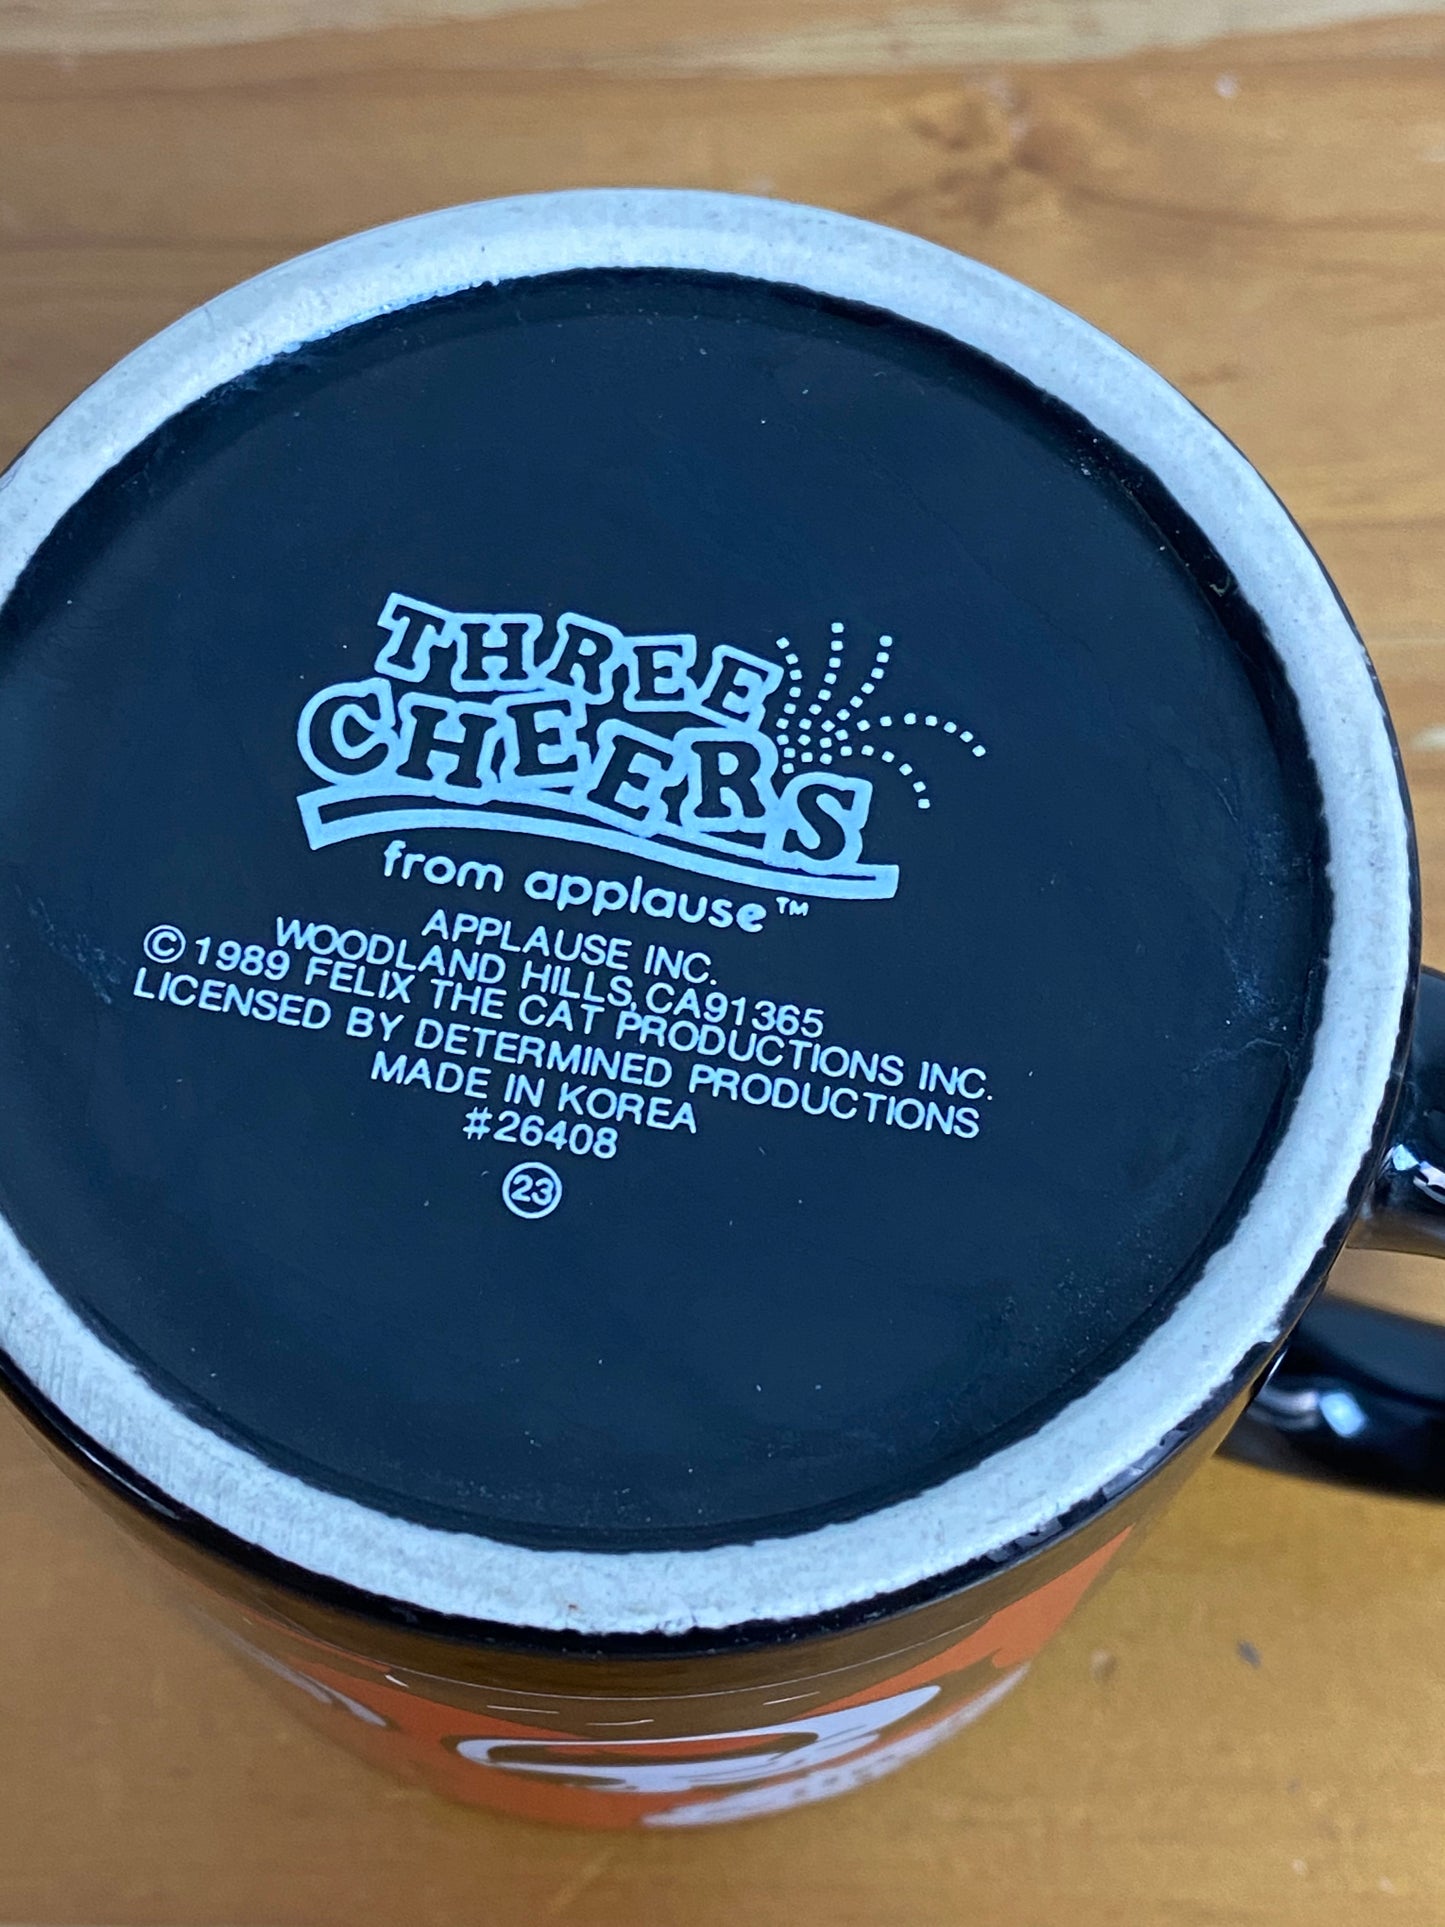 THREE
CHEERS
from applause™
APPLAUSE INC.
WOODLAND HILLS, CA91365
© 1989 FELIX THE CAT PRODUCTIONS INC.
LICENSED BY DETERMINED PRODUCTIONS
MADE IN KOREA
#26408
23